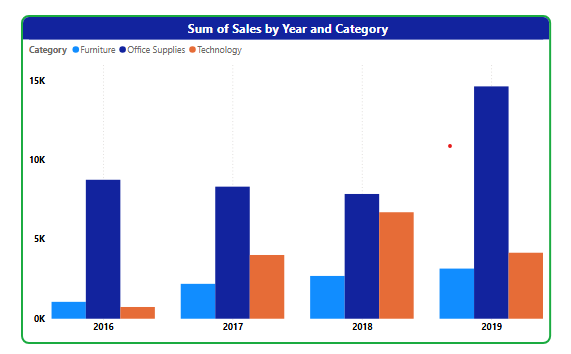 Sum of Sales by Year and Category
Category Furniture Office Supplies Technology
15K
10K
5K
0K
2016 2017 2018 2019